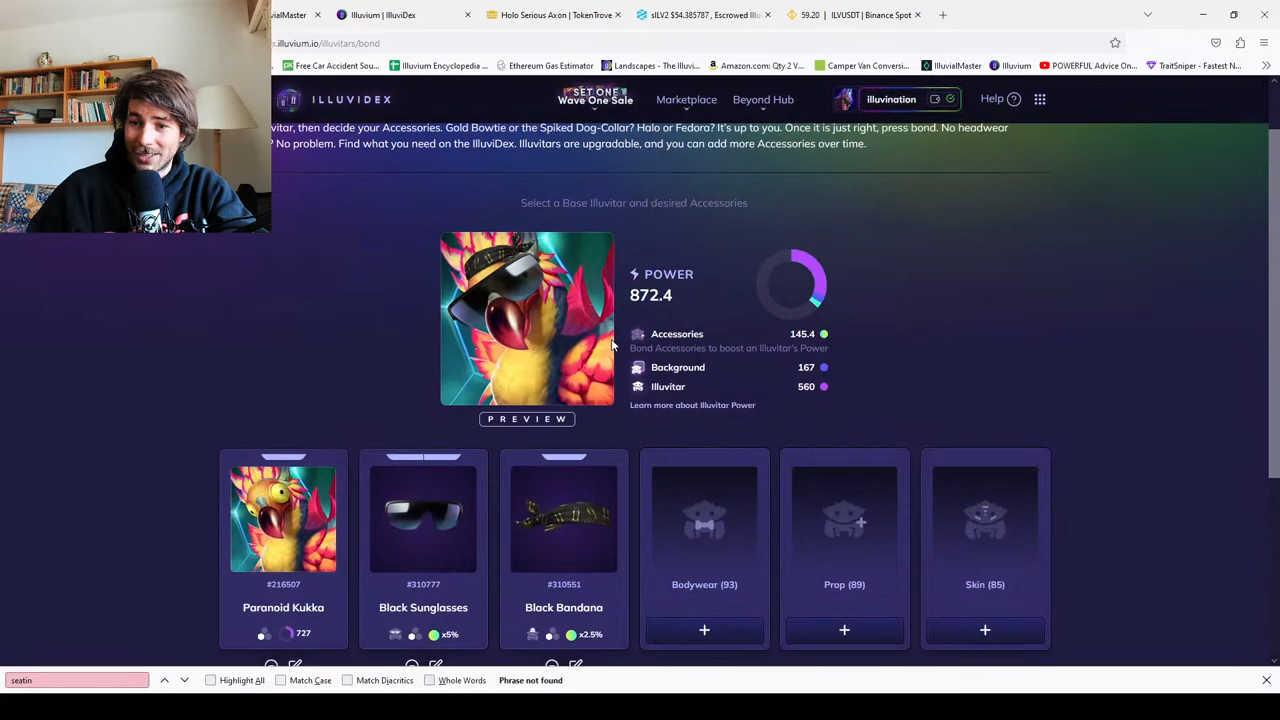 vialMaster
Illuvium | IlluviDex
Holo Serious Axon | TokenTrove
sILV2 $54.385787 , Escrowed Illu
59.20 | ILVUSDT | Binance Spot
.illuvium.io/illuvitars/bond
Free Car Accident Sou...
Illuvium Encyclopedia
Ethereum Gas Estimator
Landscapes - The Illuvi...
Amazon.com: Qty 2 V...
Camper Van Conversi...
IlluvialMaster
Illuvium
POWERFUL Advice On...
TraitSniper - Fastest N...
ILLUVIDEX
SET ONE
Wave One Sale
Marketplace
Beyond Hub
illuvination
Help
itar, then decide your Accessories. Gold Bowtie or the Spiked Dog-Collar? Halo or Fedora? It's up to you. Once it is just right, press bond. No headwear
? No problem. Find what you need on the IlluviDex. Illuvitars are upgradable, and you can add more Accessories over time.
Select a Base Illuvitar and desired Accessories
POWER
872.4
Accessories 145.4
Bond Accessories to boost an Illuvitar's Power
Background 167
Illuvitar 560
Learn more about Illuvitar Power
PREVIEW
#216507
Paranoid Kukka
727
#310777
Black Sunglasses
x5%
#310551
Black Bandana
x2.5%
Bodywear (93)
+
Prop (89)
+
Skin (85)
+
seatin
Highlight All
Match Case
Match Diacritics
Whole Words
Phrase not found